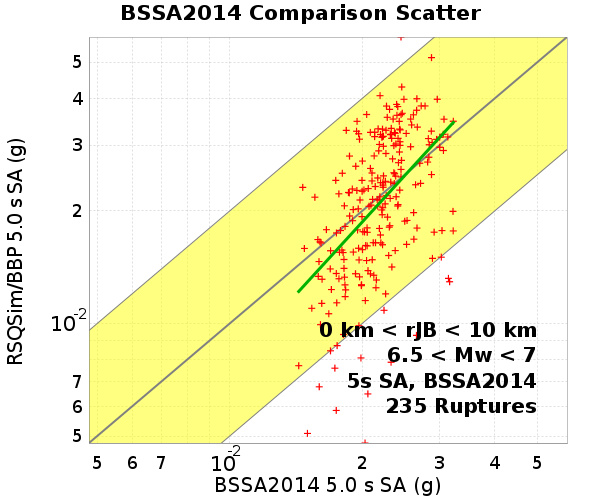 BSSA2014 Comparison Scatter
RSQSim/BBP 5.0 s SA (g)
5
4
3
2
10-2
7
6
5
0 km < rJB < 10 km
6.5 < Mw < 7
5s SA, BSSA2014
235 Ruptures
5 6 7 10-2 2 3 4 5
BSSA2014 5.0 s SA (g)